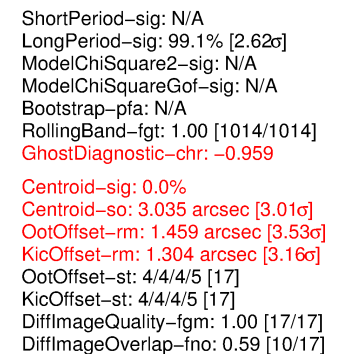 ShortPeriod−sig: N/A
LongPeriod−sig: 99.1% [2.62σ]
ModelChiSquare2−sig: N/A
ModelChiSquareGof−sig: N/A
Bootstrap−pfa: N/A
RollingBand−fgt: 1.00 [1014/1014]
GhostDiagnostic−chr: −0.959
Centroid−sig: 0.0%
Centroid−so: 3.035 arcsec [3.01σ]
OotOffset−rm: 1.459 arcsec [3.53σ]
KicOffset−rm: 1.304 arcsec [3.16σ]
OotOffset−st: 4/4/4/5 [17]
KicOffset−st: 4/4/4/5 [17]
DiffImageQuality−fgm: 1.00 [17/17]
DiffImageOverlap−fno: 0.59 [10/17]